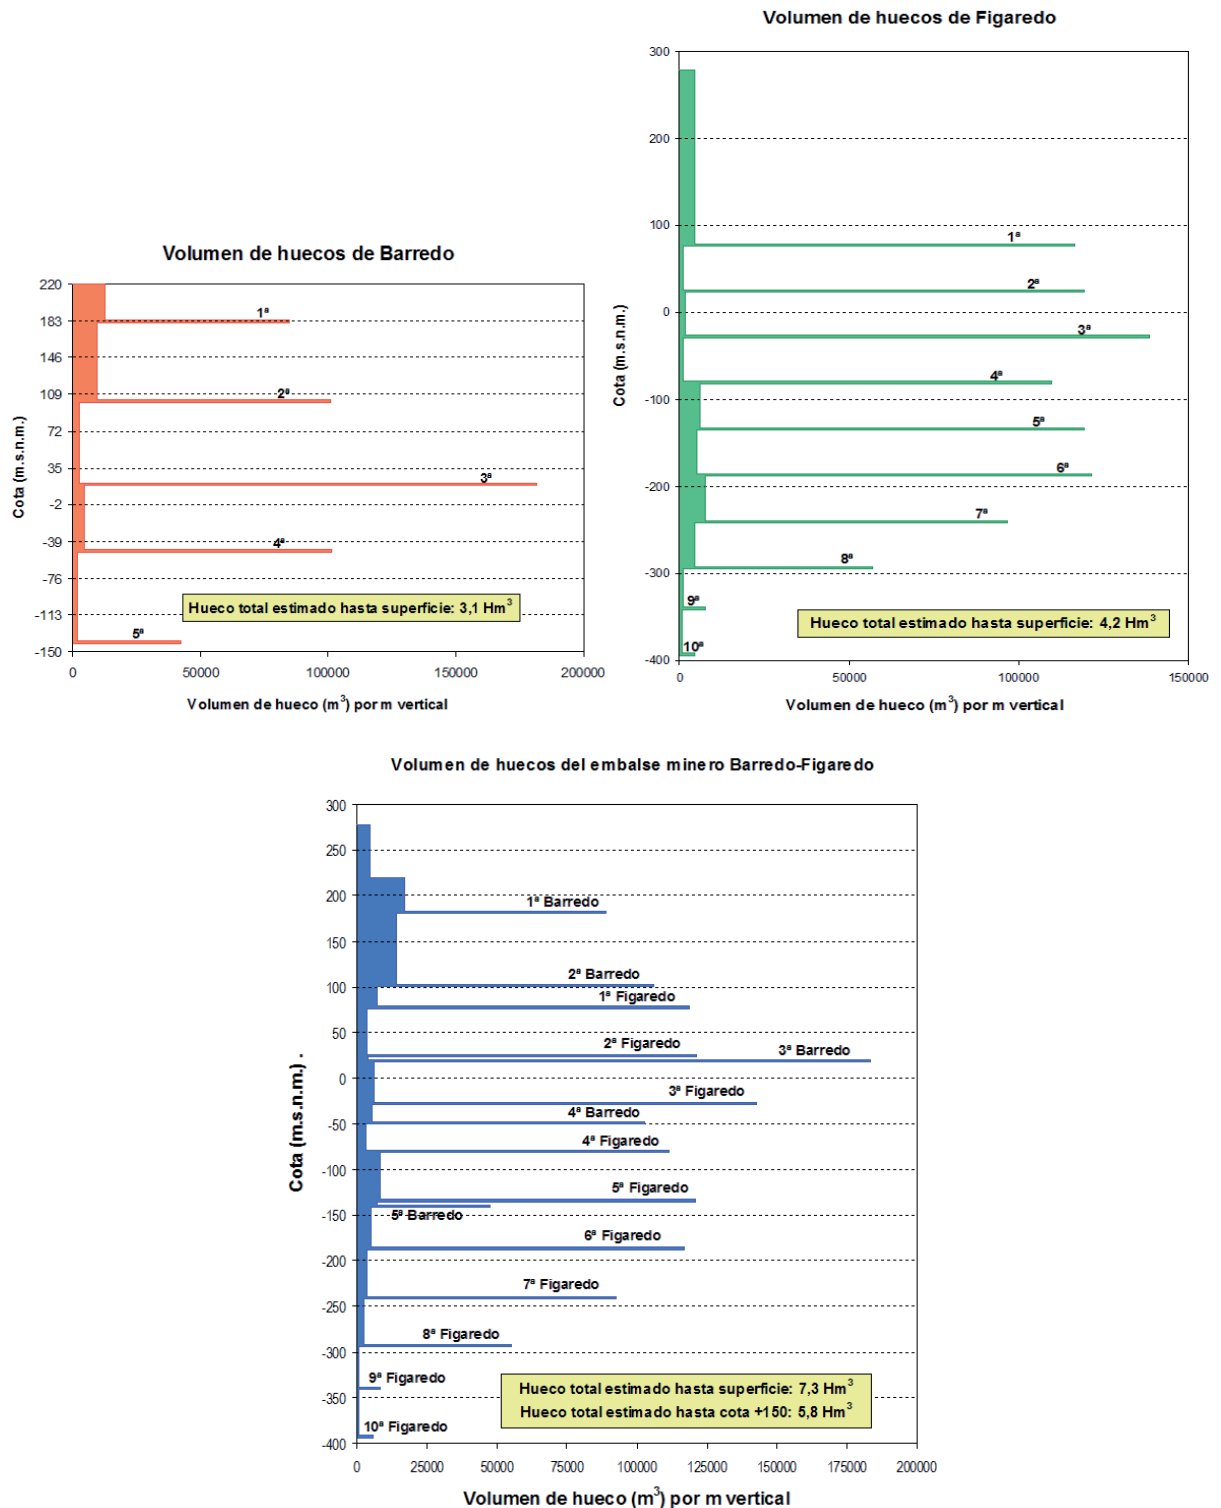 Volumen de huecos de Figaredo
300
200
100
0
-100
-200
-300
-400
Cota (m.s.n.m.)
1ª
2ª
3ª
4ª
5ª
6ª
7ª
8ª
9ª
10ª
Hueco total estimado hasta superficie: 4,2 Hm³
0
50000
100000
150000
Volumen de hueco (m³) por m vertical
Volumen de huecos de Barredo
220
183
146
109
72
35
-2
-39
-76
-113
-150
Cota (m.s.n.m.)
1ª
2ª
3ª
4ª
5ª
Hueco total estimado hasta superficie: 3,1 Hm³
0
50000
100000
150000
200000
Volumen de hueco (m³) por m vertical
Volumen de huecos del embalse minero Barredo-Figaredo
300
250
200
150
100
50
0
-50
-100
-150
-200
-250
-300
-350
-400
Cota (m.s.n.m.) .
1ª Barredo
2ª Barredo
1ª Figaredo
2ª Figaredo
3ª Barredo
3ª Figaredo
4ª Barredo
4ª Figaredo
5ª Figaredo
5ª Barredo
6ª Figaredo
7ª Figaredo
8ª Figaredo
9ª Figaredo
10ª Figaredo
Hueco total estimado hasta superficie: 7,3 Hm³
Hueco total estimado hasta cota +150: 5,8 Hm³
0
25000
50000
75000
100000
125000
150000
175000
200000
Volumen de hueco (m³) por m vertical